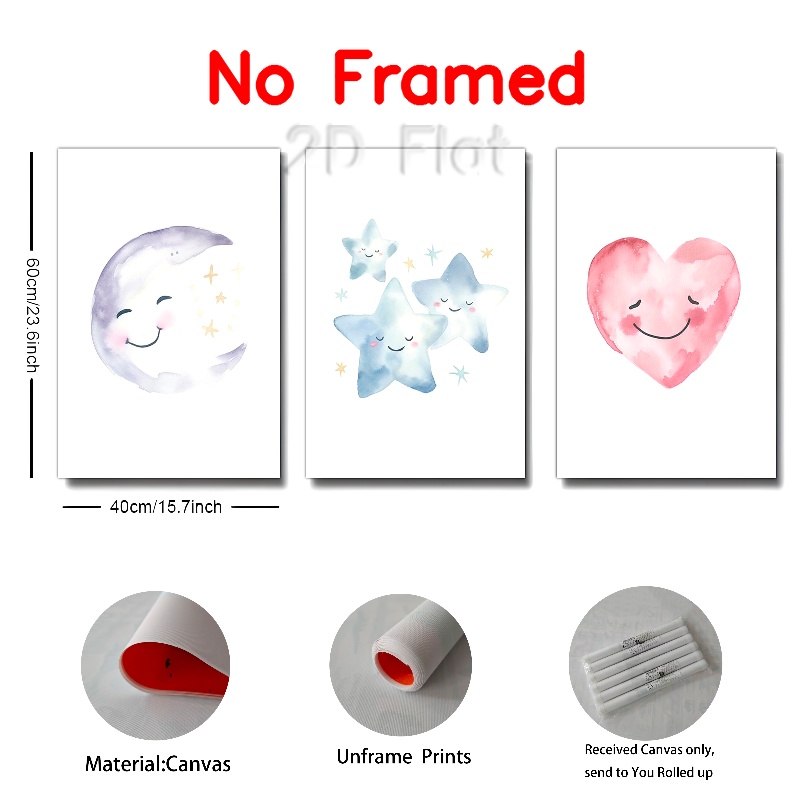 No Framed
2D Flat
60cm/23.6inch
40cm/15.7inch
Material:Canvas
Unframe Prints
Received Canvas only,
send to You Rolled up